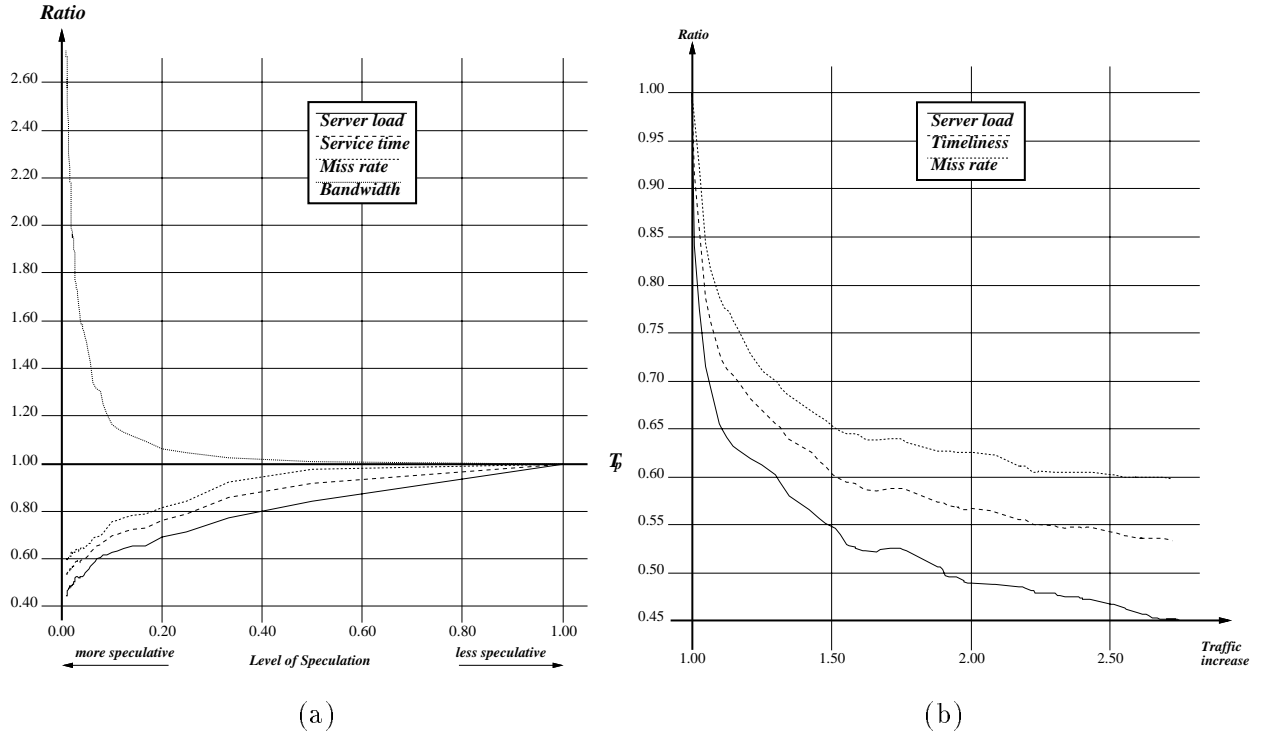 Ratio
2.60
2.40
2.20
2.00
1.80
1.60
1.40
1.20
1.00
0.80
0.60
0.40
Server load
Service time
Miss rate
Bandwidth
0.00 0.20 0.40 0.60 0.80 1.00
more speculative Level of Speculation less speculative
(a)
Ratio
1.00
0.95
0.90
0.85
0.80
0.75
0.70
0.65
0.60
0.55
0.50
0.45
Server load
Timeliness
Miss rate
Tp
1.00 1.50 2.00 2.50
Traffic
increase
(b)